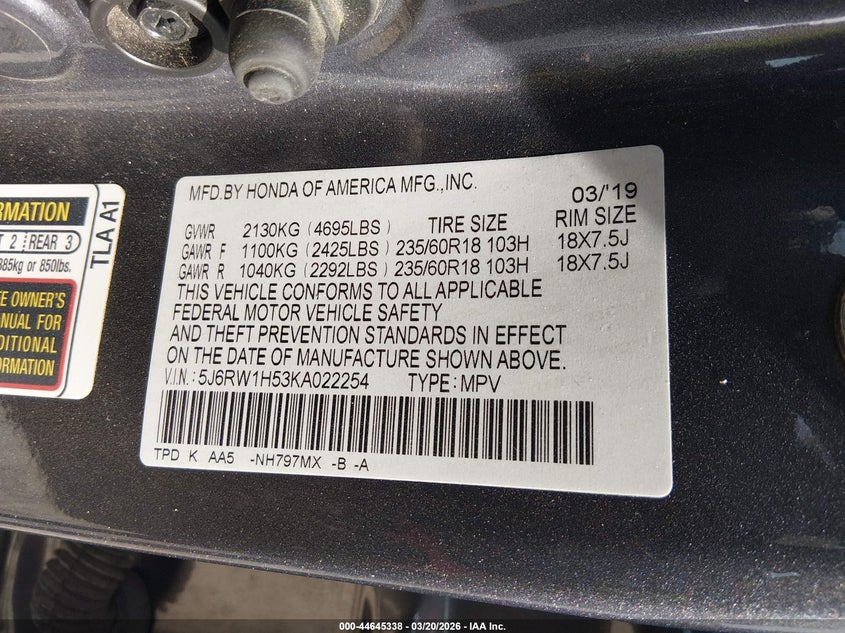 MFD.BY HONDA OF AMERICA MFG.,INC. 03/'19
GVWR 2130KG (4695LBS) TIRE SIZE RIM SIZE
GAWR F 1100KG (2425LBS) 235/60R18 103H 18X7.5J
GAWR R 1040KG (2292LBS) 235/60R18 103H 18X7.5J
THIS VEHICLE CONFORMS TO ALL APPLICABLE
FEDERAL MOTOR VEHICLE SAFETY
AND THEFT PREVENTION STANDARDS IN EFFECT
ON THE DATE OF MANUFACTURE SHOWN ABOVE.
V.I.N.: 5J6RW1H53KA022254 TYPE: MPV
TPD K AA5 -NH797MX -B -A
TLA A1
RMATION
T 2 REAR 3
385kg or 850lbs.
E OWNER'S
NUAL FOR
DITIONAL
ORMATION
000-44645338 | 03/20/2026 - IAA Inc.